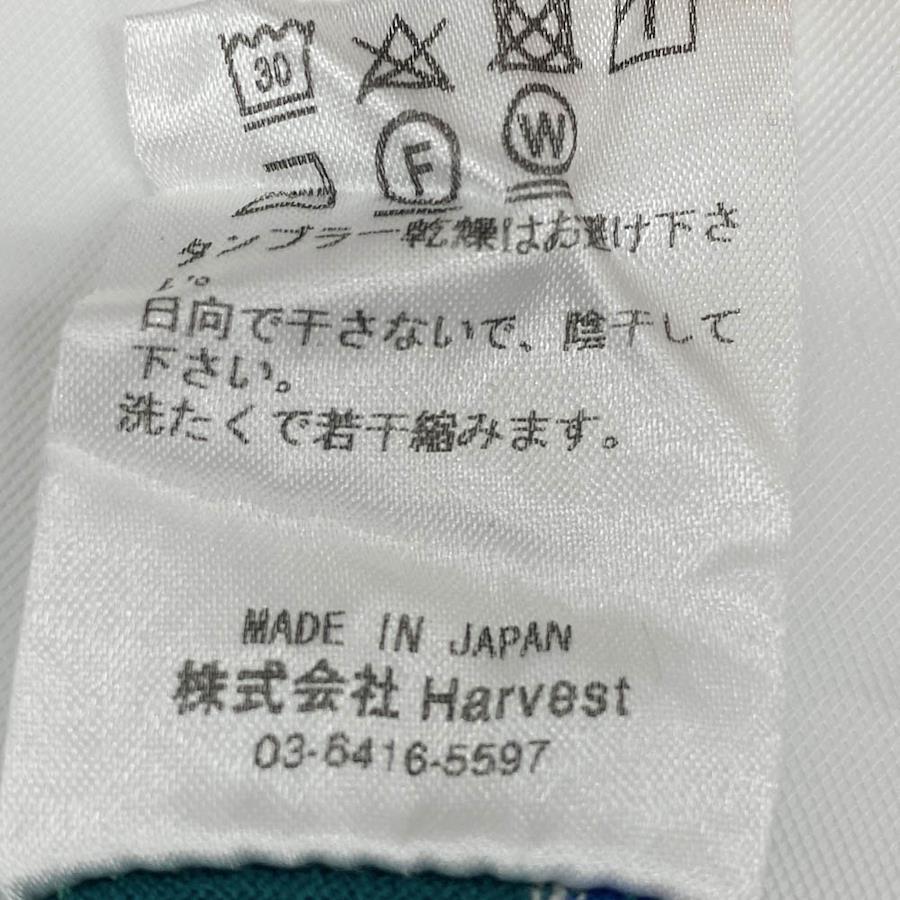 30
F W
タンブラー乾燥はお避け下さ
い。
日向で干さないで、陰干して
下さい。
洗たくで若干縮みます。
MADE IN JAPAN
株式会社 Harvest
03-6416-5597